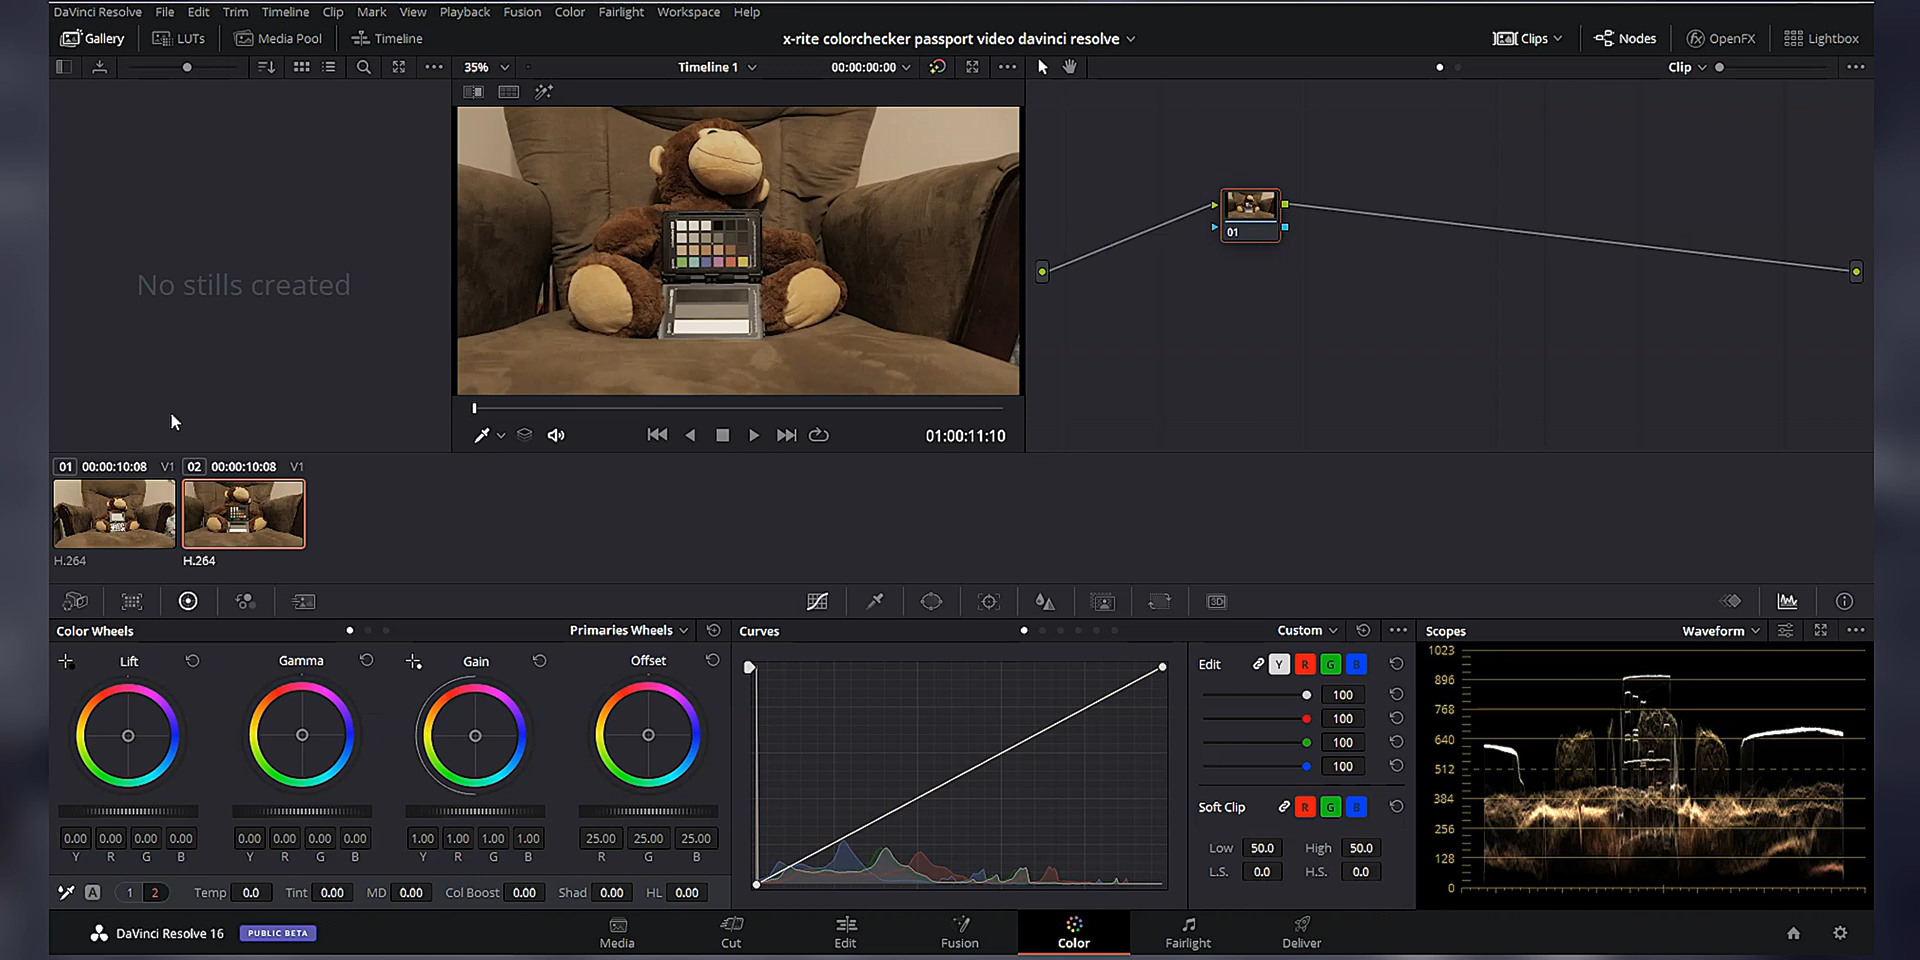 DaVinci Resolve File Edit Trim Timeline Clip Mark View Playback Fusion Color Fairlight Workspace Help
Gallery LUTs Media Pool Timeline x-rite colorchecker passport video davinci resolve Clips Nodes OpenFX Lightbox
35% Timeline 1 00:00:00:00 Clip
No stills created
01
01:00:11:10
01 00:00:10:08 V1 02 00:00:10:08 V1
H.264 H.264
3D
Color Wheels Primaries Wheels Curves Custom Scopes Waveform
Lift Gamma Gain Offset
0.00 0.00 0.00 0.00 0.00 0.00 0.00 0.00 1.00 1.00 1.00 1.00 25.00 25.00 25.00
Y R G B Y R G B Y R G B R G B
A 1 2 Temp 0.0 Tint 0.00 MD 0.00 Col Boost 0.00 Shad 0.00 HL 0.00
Edit Y R G B
100
100
100
100
Soft Clip R G B
Low 50.0 High 50.0
L.S. 0.0 H.S. 0.0
1023
896
768
640
512
384
256
128
0
DaVinci Resolve 16 PUBLIC BETA Media Cut Edit Fusion Color Fairlight Deliver